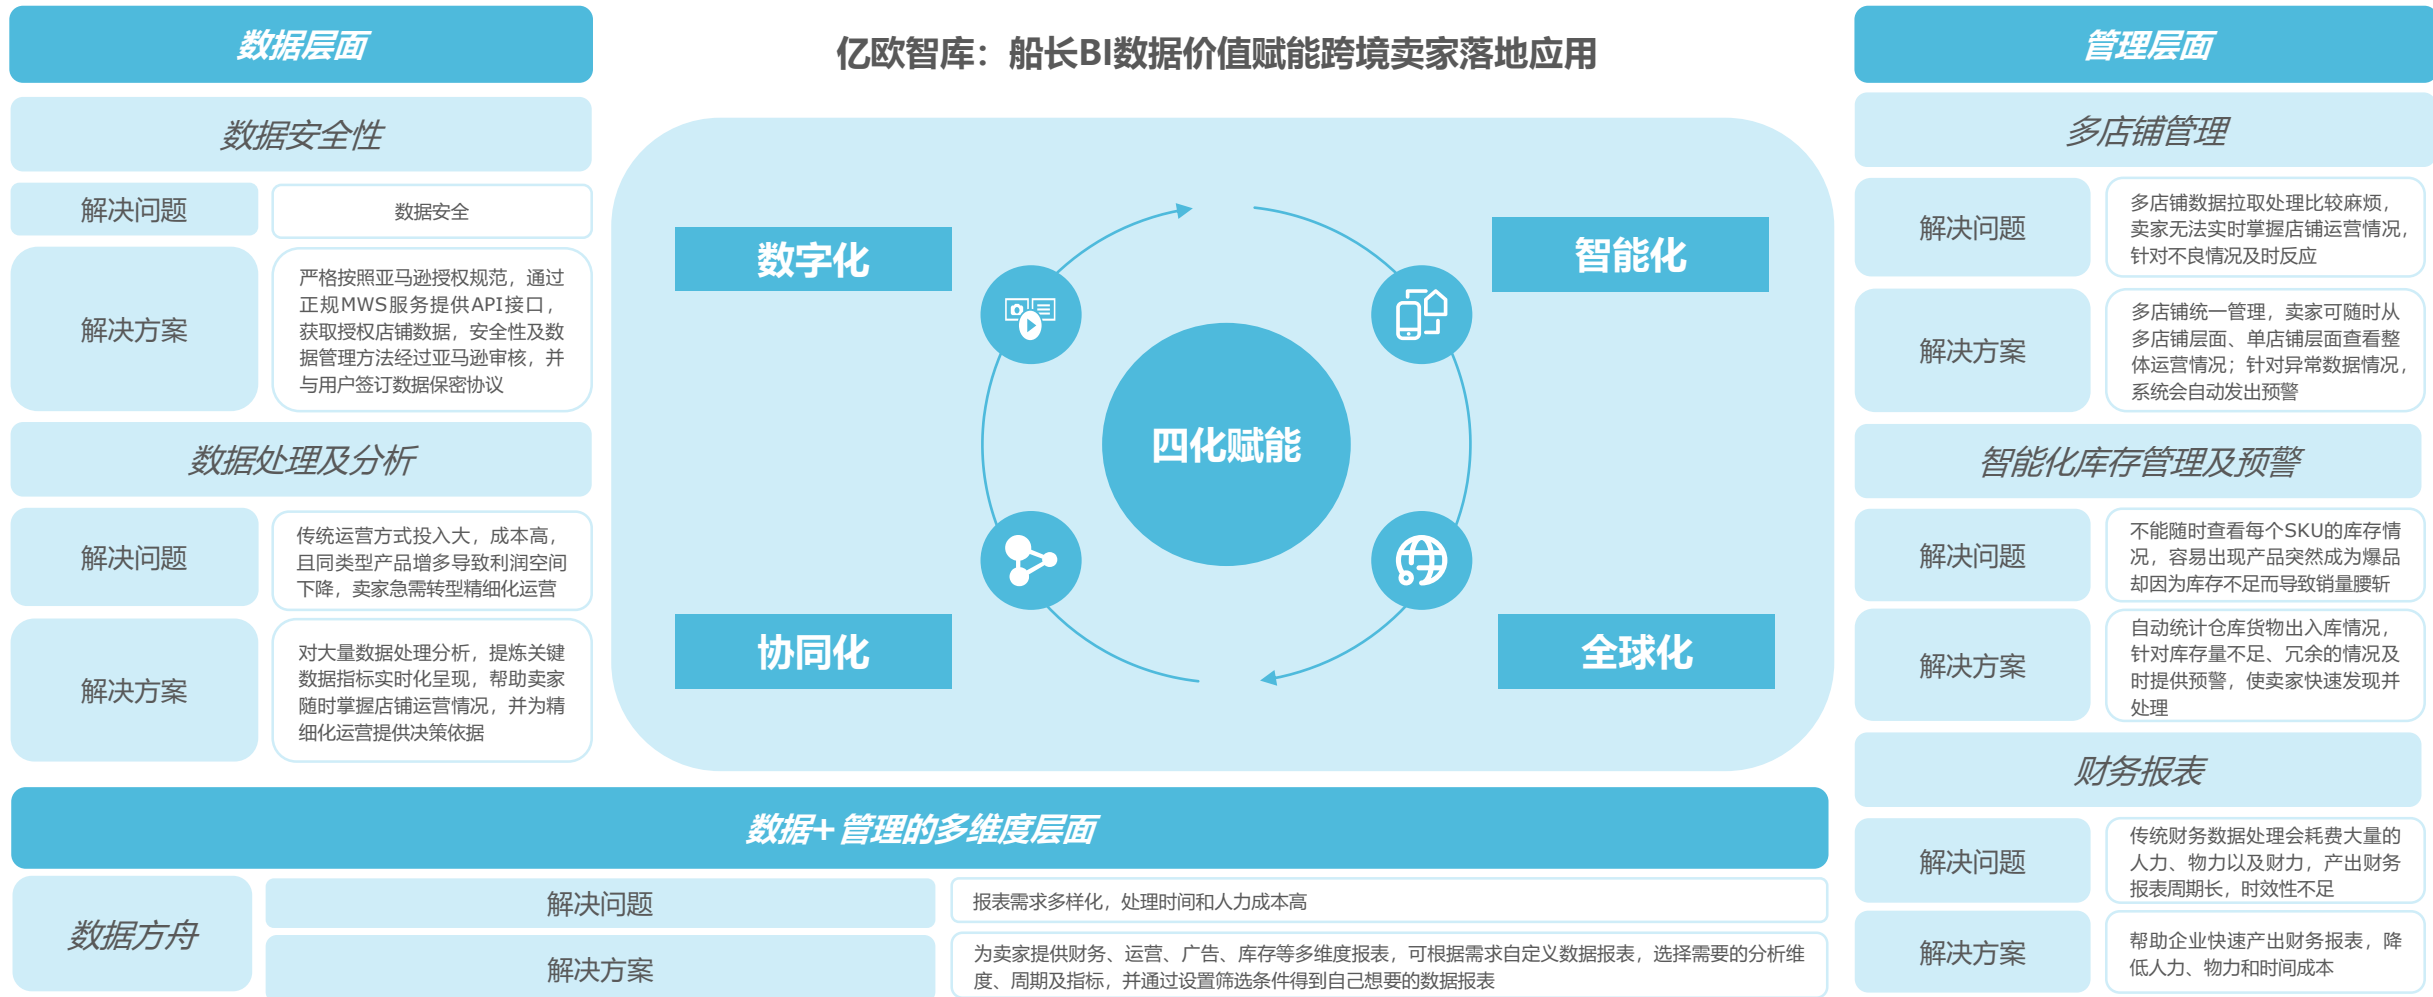 亿欧智库：船长BI数据价值赋能跨境卖家落地应用
数据层面
数据安全性
解决问题
数据安全
解决方案
严格按照亚马逊授权规范，通过
正规MWS服务提供API接口，
获取授权店铺数据，安全性及数
据管理方法经过亚马逊审核，并
与用户签订数据保密协议
数据处理及分析
解决问题
传统运营方式投入大，成本高，
且同类型产品增多导致利润空间
下降，卖家急需转型精细化运营
解决方案
对大量数据处理分析，提炼关键
数据指标实时化呈现，帮助卖家
随时掌握店铺运营情况，并为精
细化运营提供决策依据
数字化
智能化
四化赋能
协同化
全球化
管理层面
多店铺管理
解决问题
多店铺数据拉取处理比较麻烦，
卖家无法实时掌握店铺运营情况，
针对不良情况及时反应
解决方案
多店铺统一管理，卖家可随时从
多店铺层面、单店铺层面查看整
体运营情况；针对异常数据情况，
系统会自动发出预警
智能化库存管理及预警
解决问题
不能随时查看每个SKU的库存情
况，容易出现产品突然成为爆品
却因为库存不足而导致销量腰斩
解决方案
自动统计仓库货物出入库情况，
针对库存量不足、冗余的情况及
时提供预警，使卖家快速发现并
处理
财务报表
解决问题
传统财务数据处理会耗费大量的
人力、物力以及财力，产出财务
报表周期长，时效性不足
解决方案
帮助企业快速产出财务报表，降
低人力、物力和时间成本
数据+管理的多维度层面
数据方舟
解决问题
报表需求多样化，处理时间和人力成本高
解决方案
为卖家提供财务、运营、广告、库存等多维度报表，可根据需求自定义数据报表，选择需要的分析维
度、周期及指标，并通过设置筛选条件得到自己想要的数据报表